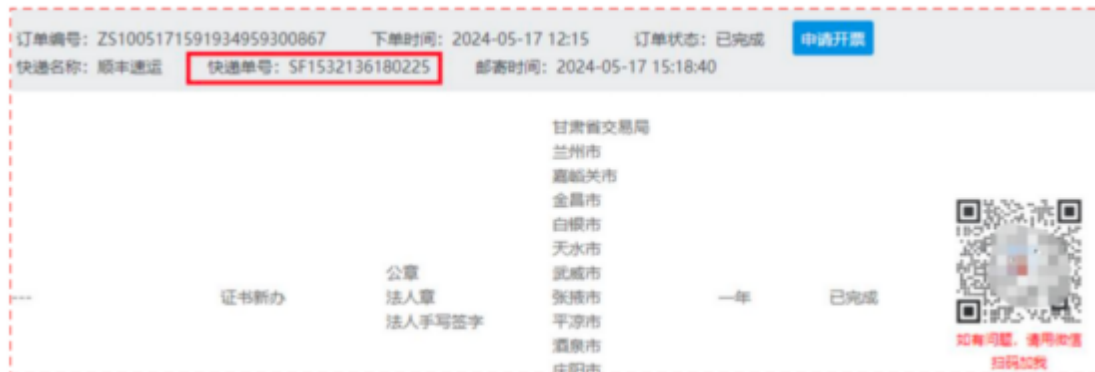 订单编号：ZS10051715919349593008​67 下单时间：2024-05-17 12:15 订单状态：已完成 申请开票
快递名称：顺丰速运 快递单号：SF1532136180225 邮寄时间：2024-05-17 15:18:40
甘肃省交易局
兰州市
嘉峪关市
金昌市
白银市
天水市
公章
武威市
--- 证书新办 法人章 张掖市 一年 已完成
法人手写签字 平凉市
酒泉市
庆阳市
如有问题，请用微信
扫码加我